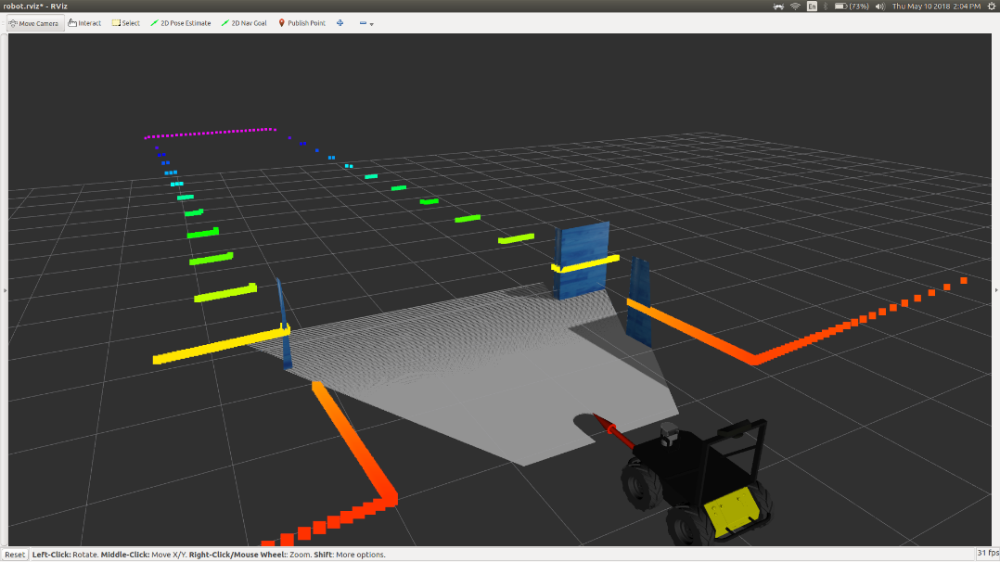 robot.rviz* - RViz
En (73%) Thu May 10 2018 - 2:04 PM
Move Camera Interact Select 2D Pose Estimate 2D Nav Goal Publish Point
Reset Left-Click: Rotate. Middle-Click: Move X/Y. Right-Click/Mouse Wheel:: Zoom. Shift: More options. 31 fps